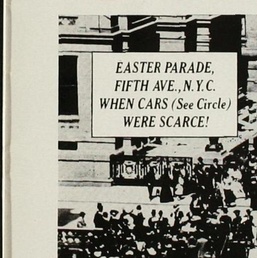 EASTER PARADE,
FIFTH AVE., N.Y.C.
WHEN CARS (See Circle)
WERE SCARCE!